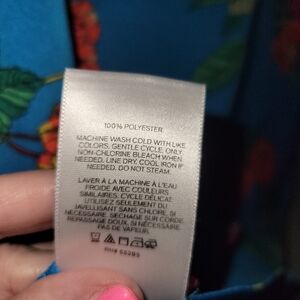 100% POLYESTER
MACHINE WASH COLD WITH LIKE
COLORS, GENTLE CYCLE, ONLY
NON-CHLORINE BLEACH WHEN
NEEDED, LINE DRY, COOL IRON IF
NEEDED. DO NOT STEAM.
LAVER À LA MACHINE À L'EAU
FROIDE AVEC COULEURS
SIMILAIRES, CYCLE DÉLICAT,
UTILISEZ SEULEMENT DU
JAVELLISANT SANS CHLORE, SI
NÉCESSAIRE. SECHAGE SUR CORDE,
REPASSAGE DOUX, SI NÉCESSAIRE
PAS DE VAPEUR.